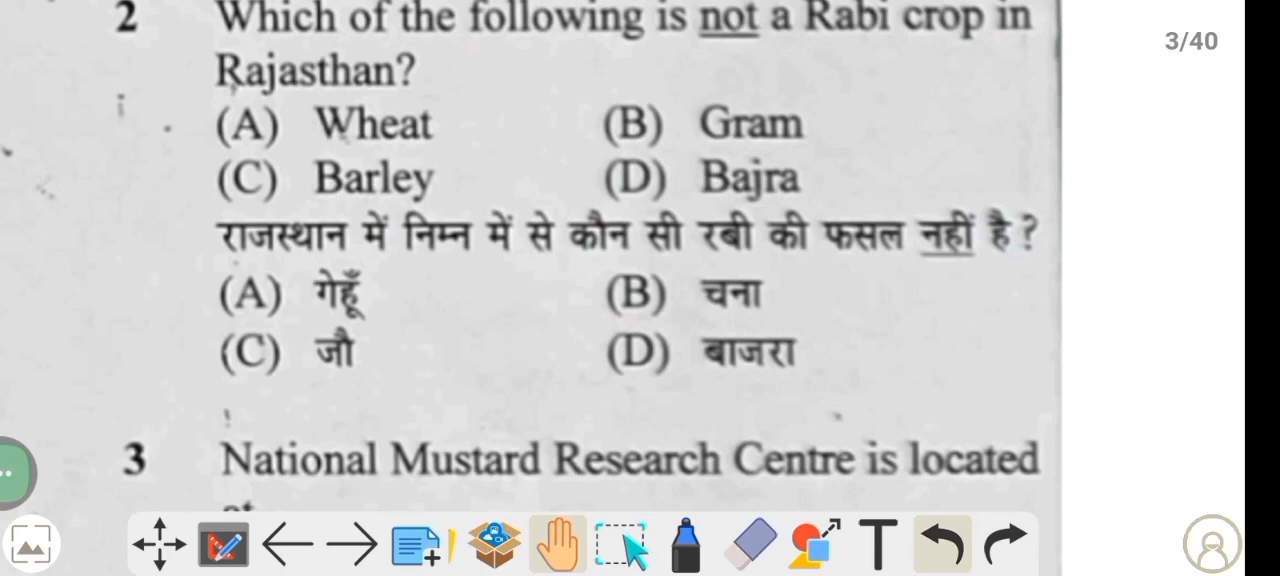 2 Which of the following is not a Rabi crop in
3/40
Rajasthan?
(A) Wheat (B) Gram
(C) Barley (D) Bajra
राजस्थान में निम्न में से कौन सी रबी की फसल नहीं है ?
(A) गेहूँ (B) चना
(C) जौ (D) बाजरा
3 National Mustard Research Centre is located
T